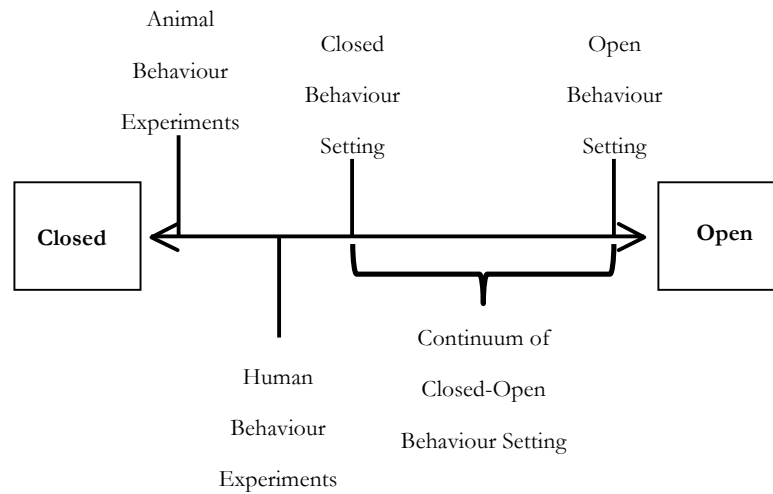 Animal
Behaviour
Experiments
Closed
Behaviour
Setting
Open
Behaviour
Setting
Closed
Open
Human
Behaviour
Experiments
Continuum of
Closed-Open
Behaviour Setting